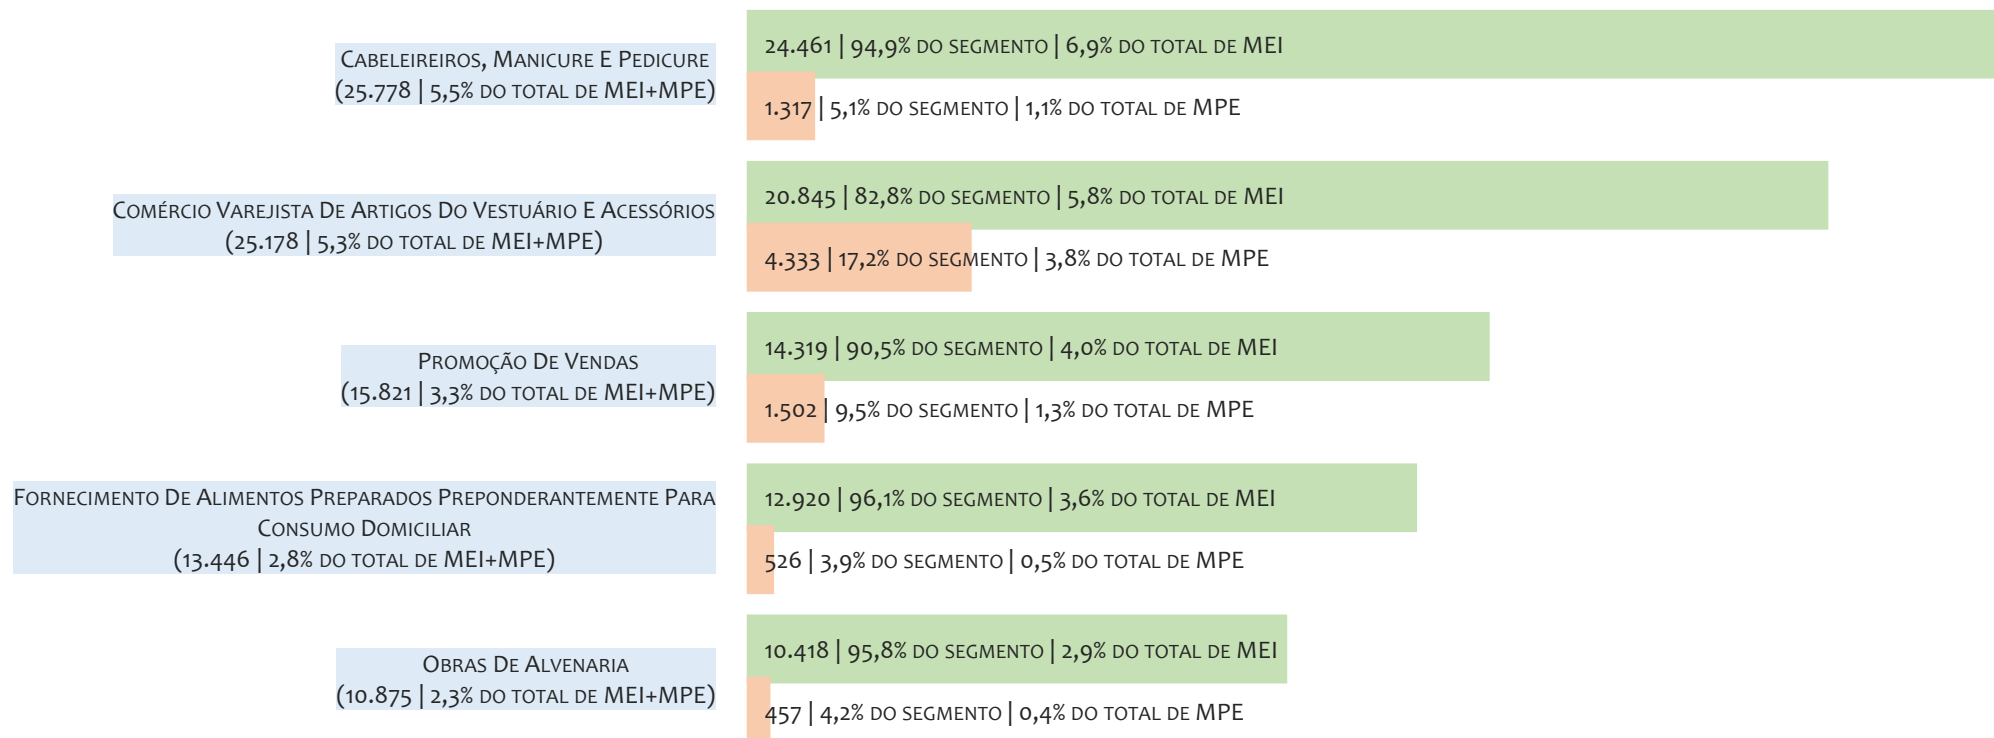 Cabeleireiros, Manicure E Pedicure
(25.778 | 5,5% do total de MEI+MPE)
24.461 | 94,9% do segmento | 6,9% do total de MEI
1.317 | 5,1% do segmento | 1,1% do total de MPE
Comércio Varejista De Artigos Do Vestuário E Acessórios
(25.178 | 5,3% do total de MEI+MPE)
20.845 | 82,8% do segmento | 5,8% do total de MEI
4.333 | 17,2% do segmento | 3,8% do total de MPE
Promoção De Vendas
(15.821 | 3,3% do total de MEI+MPE)
14.319 | 90,5% do segmento | 4,0% do total de MEI
1.502 | 9,5% do segmento | 1,3% do total de MPE
Fornecimento De Alimentos Preparados Preponderantemente Para
Consumo Domiciliar
(13.446 | 2,8% do total de MEI+MPE)
12.920 | 96,1% do segmento | 3,6% do total de MEI
526 | 3,9% do segmento | 0,5% do total de MPE
Obras De Alvenaria
(10.875 | 2,3% do total de MEI+MPE)
10.418 | 95,8% do segmento | 2,9% do total de MEI
457 | 4,2% do segmento | 0,4% do total de MPE